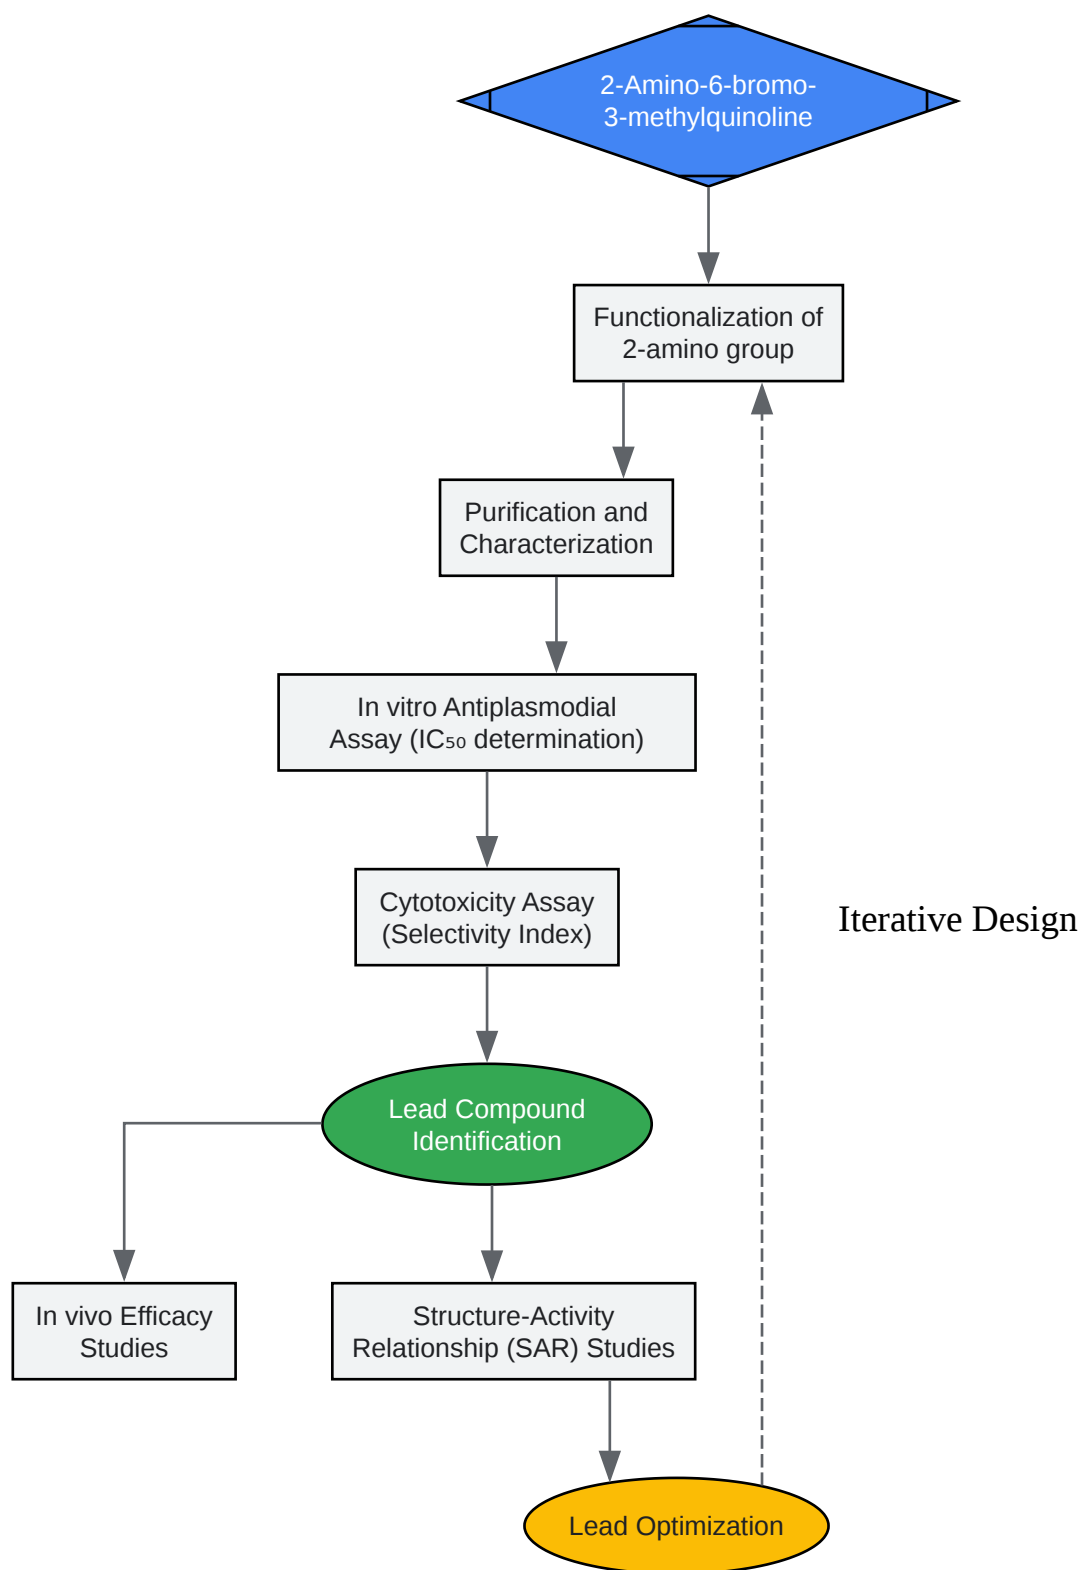 2-Amino-6-bromo-
3-methylquinoline
Functionalization of
2-amino group
Purification and
Characterization
In vitro Antiplasmodial
Assay (IC₅₀ determination)
Cytotoxicity Assay
(Selectivity Index)
Iterative Design
Lead Compound
Identification
In vivo Efficacy
Studies
Structure-Activity
Relationship (SAR) Studies
Lead Optimization